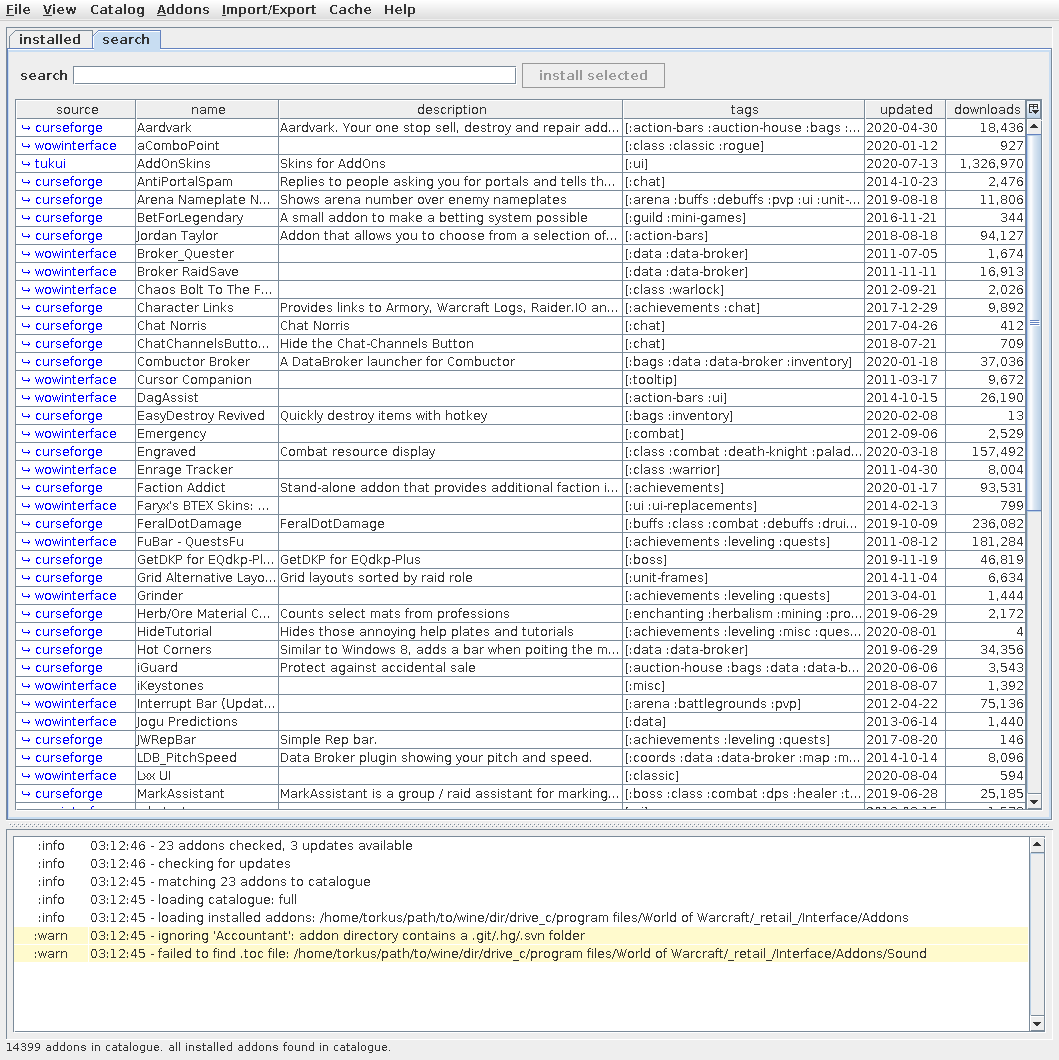 File View Catalog Addons Import/Export Cache Help
installed search
search install selected
source name description tags updated downloads
↪ curseforge Aardvark Aardvark. Your one stop sell, destroy and repair add... [:action-bars :auction-house :bags :... 2020-04-30 18,436
↪ wowinterface aComboPoint [:class :classic :rogue] 2020-01-12 927
↪ tukui AddOnSkins Skins for AddOns [:ui] 2020-07-13 1,326,970
↪ curseforge AntiPortalSpam Replies to people asking you for portals and tells th... [:chat] 2014-10-23 2,476
↪ curseforge Arena Nameplate N... Shows arena number over enemy nameplates [:arena :buffs :debuffs :pvp :ui :unit-... 2019-08-18 11,806
↪ curseforge BetForLegendary A small addon to make a betting system possible [:guild :mini-games] 2016-11-21 344
↪ curseforge Jordan Taylor Addon that allows you to choose from a selection of... [:action-bars] 2018-08-18 94,127
↪ wowinterface Broker_Quester [:data :data-broker] 2011-07-05 1,674
↪ wowinterface Broker RaidSave [:data :data-broker] 2011-11-11 16,913
↪ wowinterface Chaos Bolt To The F... [:class :warlock] 2012-09-21 2,026
↪ curseforge Character Links Provides links to Armory, Warcraft Logs, Raider.IO an... [:achievements :chat] 2017-12-29 9,892
↪ curseforge Chat Norris Chat Norris [:chat] 2017-04-26 412
↪ curseforge ChatChannelsButto... Hide the Chat-Channels Button [:chat] 2018-07-21 709
↪ curseforge Combuctor Broker A DataBroker launcher for Combuctor [:bags :data :data-broker :inventory] 2020-01-18 37,036
↪ wowinterface Cursor Companion [:tooltip] 2011-03-17 9,672
↪ wowinterface DagAssist [:action-bars :ui] 2014-10-15 26,190
↪ curseforge EasyDestroy Revived Quickly destroy items with hotkey [:bags :inventory] 2020-02-08 13
↪ wowinterface Emergency [:combat] 2012-09-06 2,529
↪ curseforge Engraved Combat resource display [:class :combat :death-knight :palad... 2020-03-18 157,492
↪ wowinterface Enrage Tracker [:class :warrior] 2011-04-30 8,004
↪ curseforge Faction Addict Stand-alone addon that provides additional faction i... [:achievements] 2020-01-17 93,531
↪ wowinterface Faryx's BTEX Skins: ... [:ui :ui-replacements] 2014-02-13 799
↪ curseforge FeralDotDamage FeralDotDamage [:buffs :class :combat :debuffs :drui... 2019-10-09 236,082
↪ wowinterface FuBar - QuestsFu [:achievements :leveling :quests] 2011-08-12 181,284
↪ curseforge GetDKP for EQdkp-Pl... GetDKP for EQdkp-Plus [:boss] 2019-11-19 46,819
↪ curseforge Grid Alternative Layo... Grid layouts sorted by raid role [:unit-frames] 2014-11-04 6,634
↪ wowinterface Grinder [:achievements :leveling :quests] 2013-04-01 1,444
↪ curseforge Herb/Ore Material C... Counts select mats from professions [:enchanting :herbalism :mining :pro... 2019-06-29 2,172
↪ curseforge HideTutorial Hides those annoying help plates and tutorials [:achievements :leveling :misc :ques... 2020-08-01 4
↪ curseforge Hot Corners Similar to Windows 8, adds a bar when poiting the m... [:data :data-broker] 2019-06-29 34,356
↪ curseforge iGuard Protect against accidental sale [:auction-house :bags :data :data-b... 2020-06-06 3,543
↪ wowinterface iKeystones [:misc] 2018-08-07 1,392
↪ wowinterface Interrupt Bar (Updat... [:arena :battlegrounds :pvp] 2012-04-22 75,136
↪ wowinterface Jogu Predictions [:data] 2013-06-14 1,440
↪ curseforge JWRepBar Simple Rep bar. [:achievements :leveling :quests] 2017-08-20 146
↪ curseforge LDB_PitchSpeed Data Broker plugin showing your pitch and speed. [:coords :data :data-broker :map :m... 2014-10-14 8,096
↪ wowinterface Lxx UI [:classic] 2020-08-04 594
↪ curseforge MarkAssistant MarkAssistant is a group / raid assistant for marking... [:boss :class :combat :dps :healer :t... 2019-06-28 25,185
:info 03:12:46 - 23 addons checked, 3 updates available
:info 03:12:46 - checking for updates
:info 03:12:45 - matching 23 addons to catalogue
:info 03:12:45 - loading catalogue: full
:info 03:12:45 - loading installed addons: /home/torkus/path/to/wine/dir/drive_c/program files/World of Warcraft/_retail_/Interface/Addons
:warn 03:12:45 - ignoring 'Accountant': addon directory contains a .git/.hg/.svn folder
:warn 03:12:45 - failed to find .toc file: /home/torkus/path/to/wine/dir/drive_c/program files/World of Warcraft/_retail_/Interface/Addons/Sound
14399 addons in catalogue. all installed addons found in catalogue.